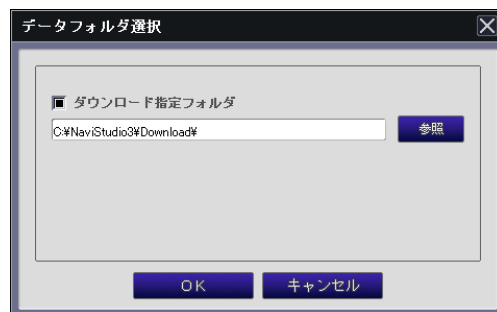 データフォルダ選択
ダウンロード指定フォルダ
C:¥NaviStudio3¥Download¥
参照
OK
キャンセル